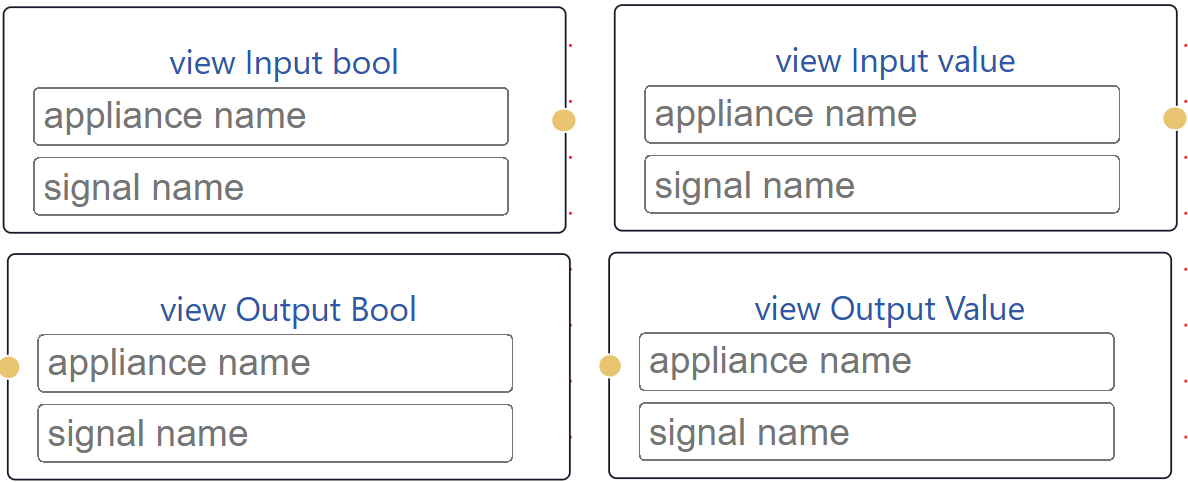 view Input bool
appliance name
signal name
view Input value
appliance name
signal name
view Output Bool
appliance name
signal name
view Output Value
appliance name
signal name